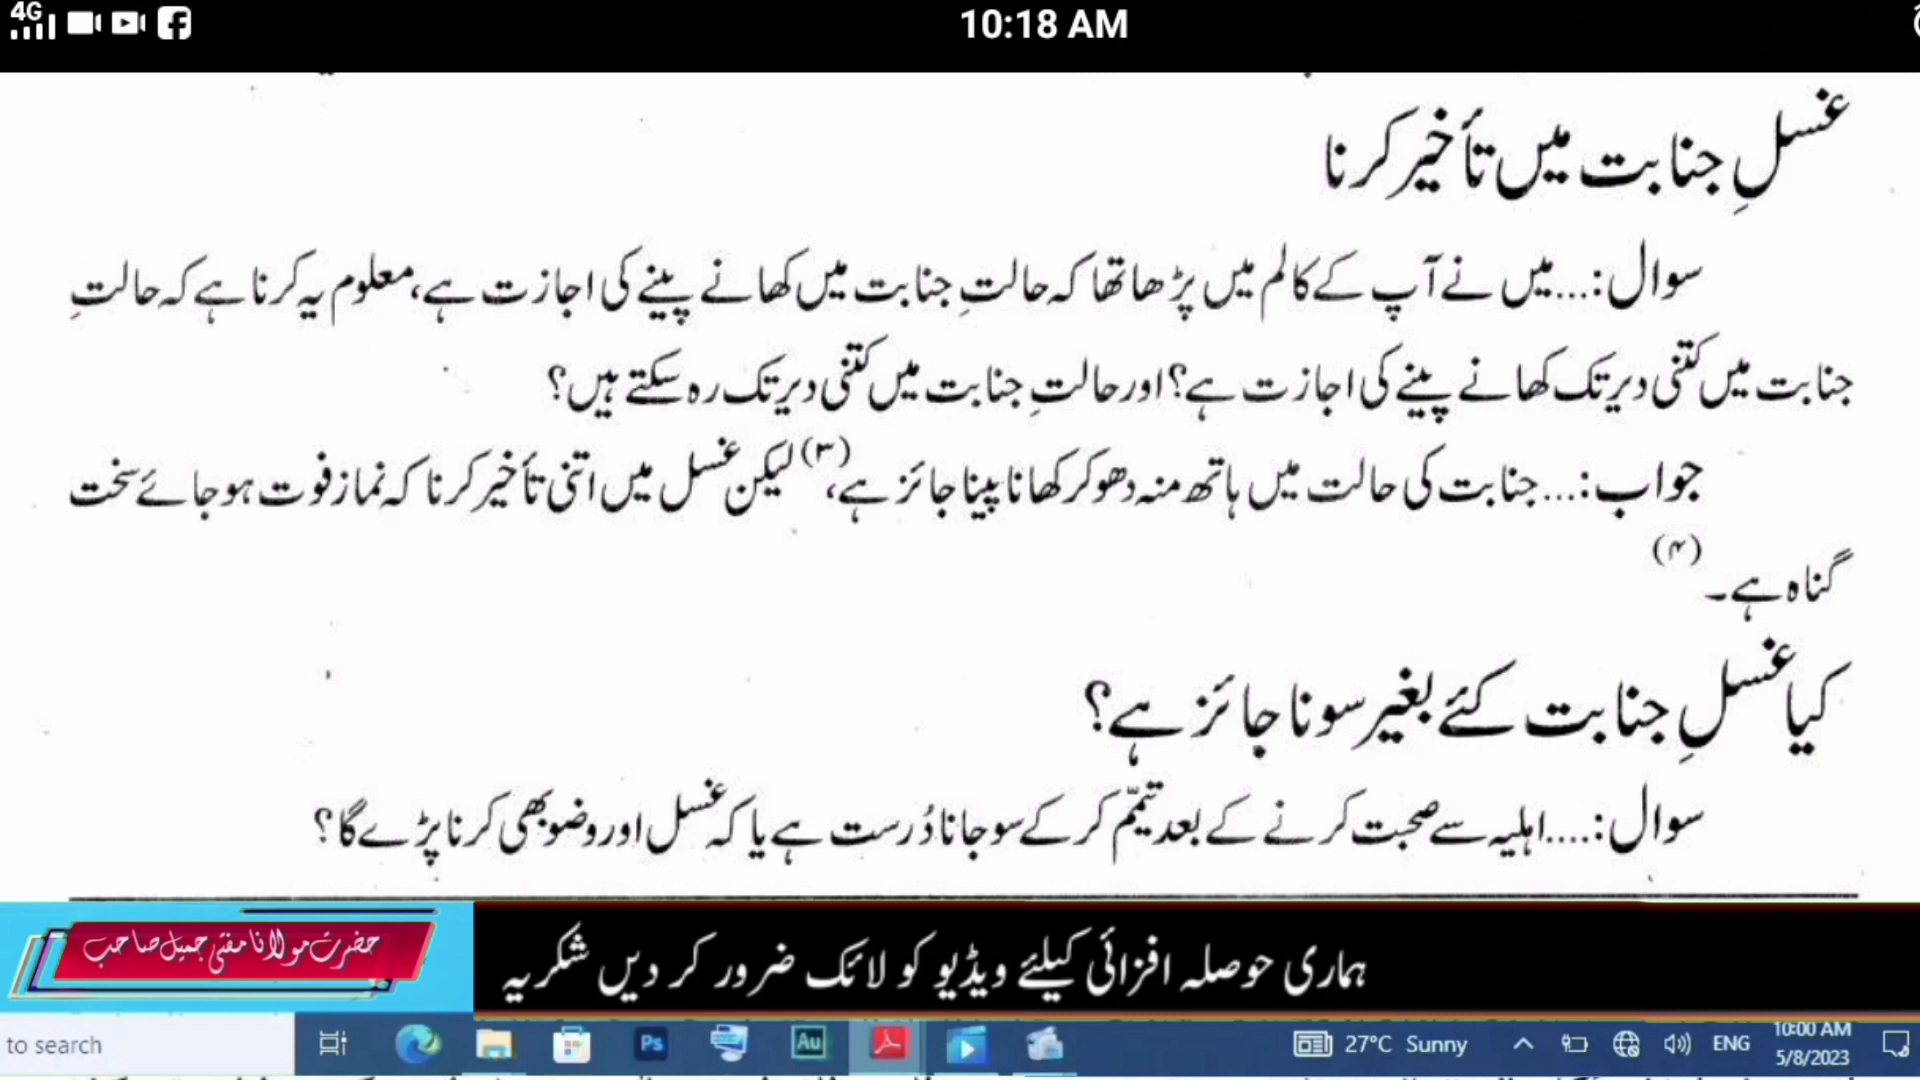 4G
10:18 AM
غسلِ جنابت میں تأخیر کرنا
سوال:...میں نے آپ کے کالم میں پڑھا تھا کہ حالتِ جنابت میں کھانے پینے کی اجازت ہے، معلوم یہ کرنا ہے کہ حالتِ
جنابت میں کتنی دیر تک کھانے پینے کی اجازت ہے؟ اور حالتِ جنابت میں کتنی دیر تک رہ سکتے ہیں؟
جواب:...جنابت کی حالت میں ہاتھ منہ دھوکر کھانا پینا جائز ہے،(۳) لیکن غسل میں اتنی تأخیر کرنا کہ نماز فوت ہوجائے سخت
گناہ ہے۔(۴)
کیا غسلِ جنابت کئے بغیر سونا جائز ہے؟
سوال:....اہلیہ سے صحبت کرنے کے بعد تیمّم کرکے سوجانا دُرست ہے یا کہ غسل اور وضو بھی کرنا پڑے گا؟
حضرت مولانا مفتی جمیل صاحب
ہماری حوصلہ افزائی کیلئے ویڈیو کو لائک ضرور کر دیں شکریہ
to search
Ps
Au
27°C Sunny
ENG
10:00 AM
5/8/2023